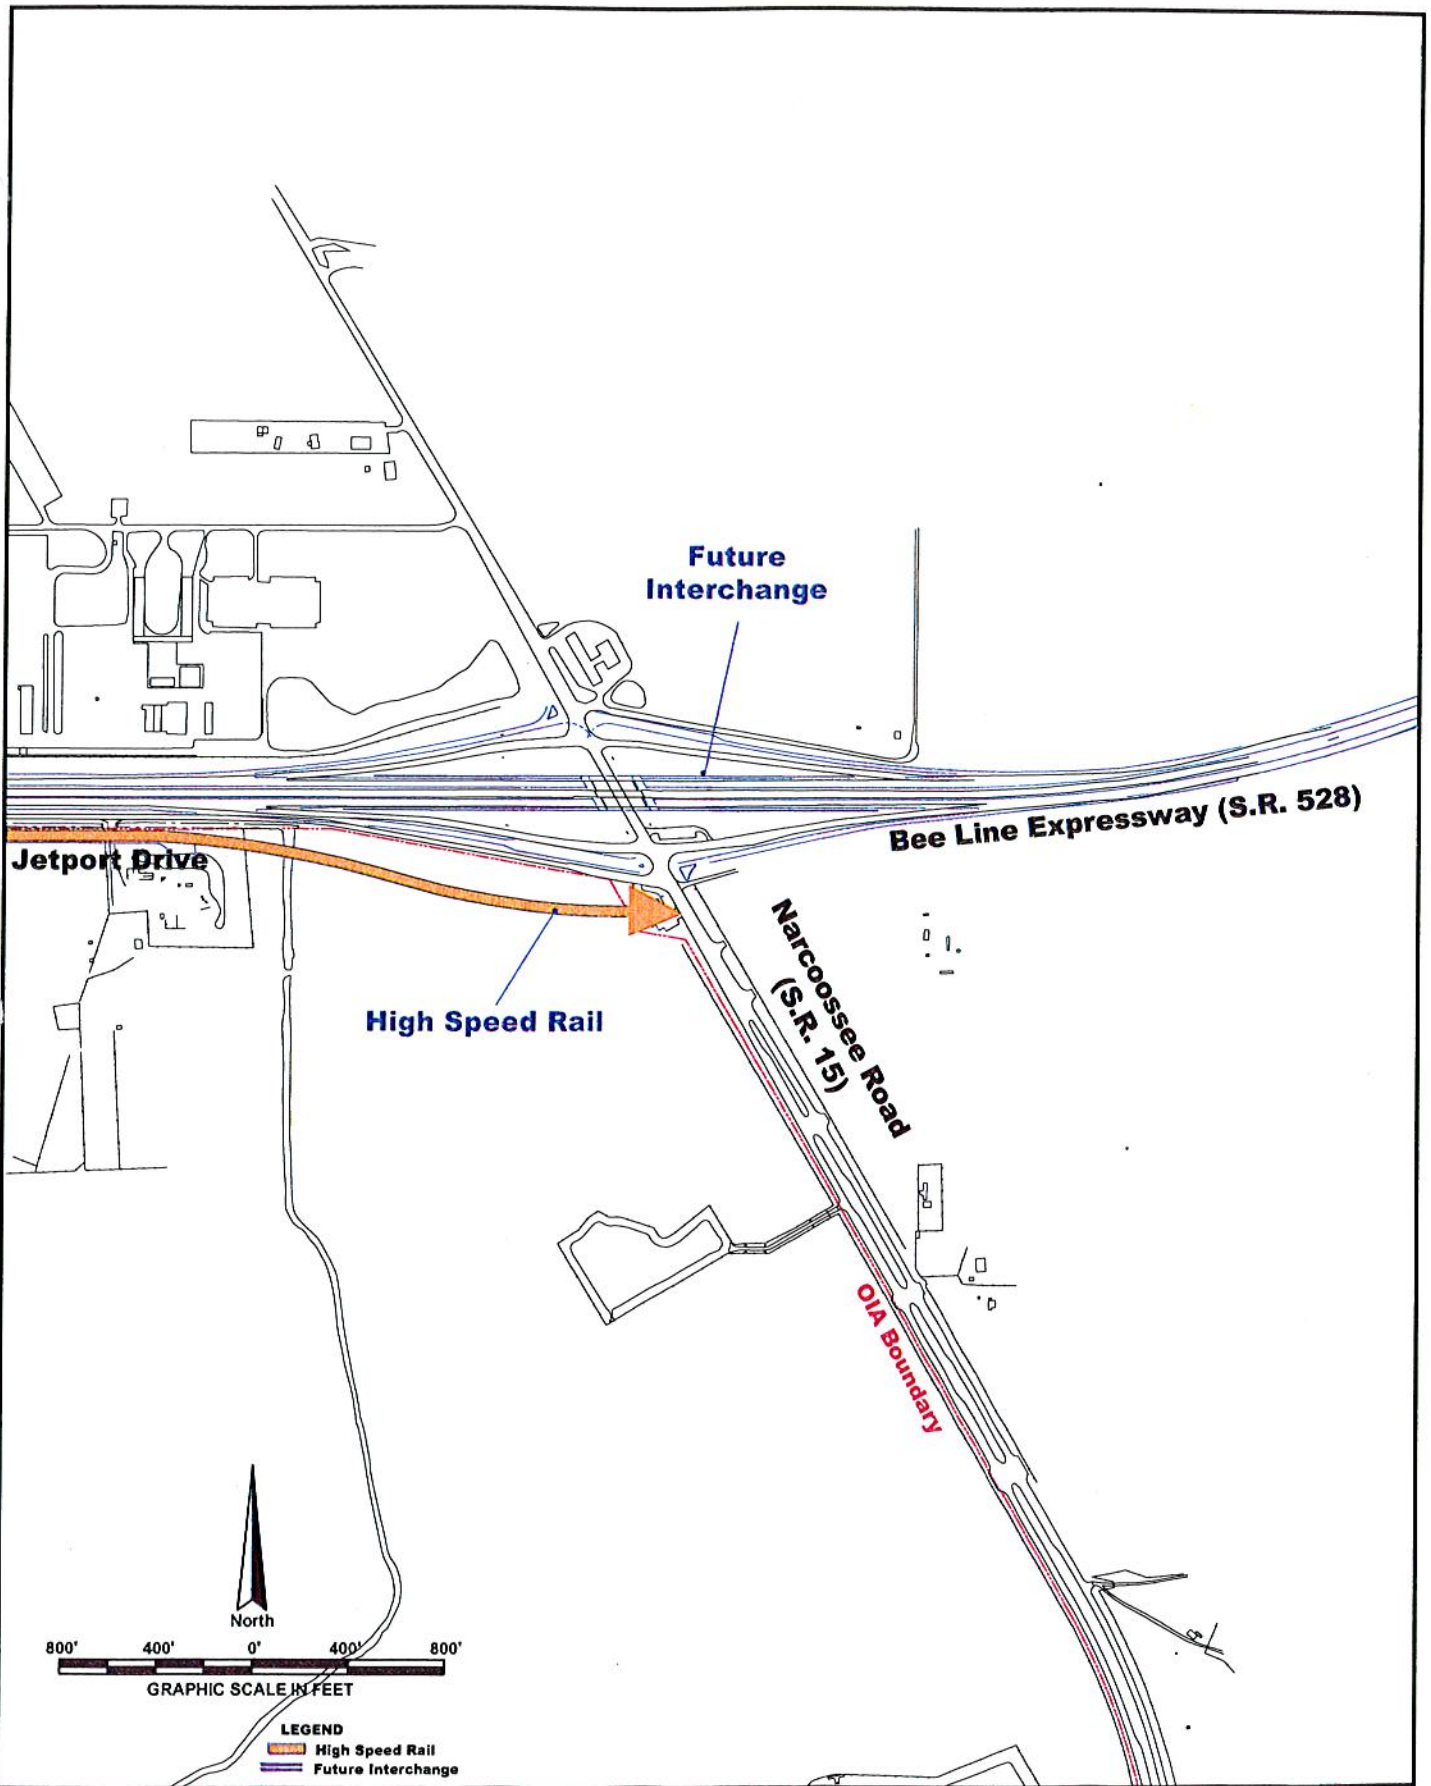 Future
Interchange
Bee Line Expressway (S.R. 528)
Jetport Drive
Narcoossee Road
(S.R. 15)
High Speed Rail
OIA Boundary
North
800' 400' 0' 400' 800'
GRAPHIC SCALE IN FEET
LEGEND
High Speed Rail
Future Interchange